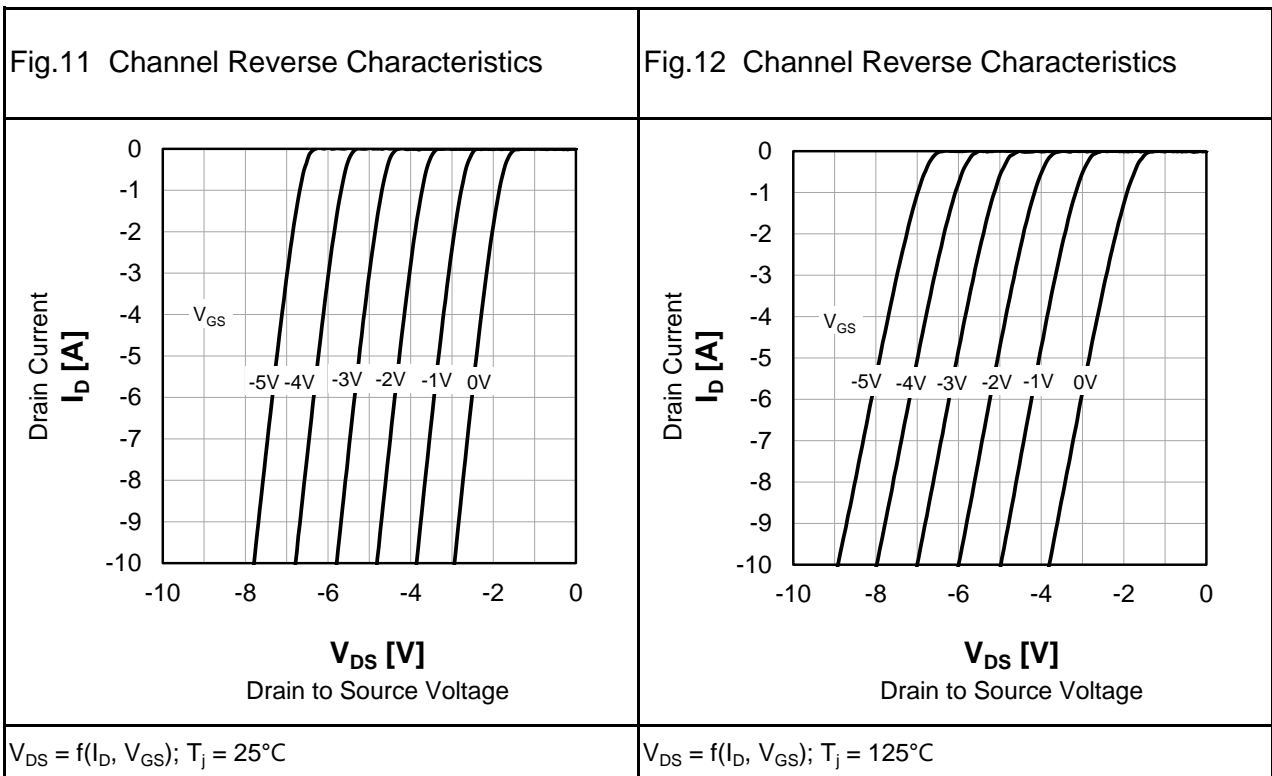 Fig.11 Channel Reverse Characteristics
Fig.12 Channel Reverse Characteristics
0
-1
-2
-3
-4
-5
-6
-7
-8
-9
-10
Drain Current
I_D [A]
V_GS
-5V -4V -3V -2V -1V 0V
-10 -8 -6 -4 -2 0
V_DS [V]
Drain to Source Voltage
0
-1
-2
-3
-4
-5
-6
-7
-8
-9
-10
Drain Current
I_D [A]
V_GS
-5V -4V -3V -2V -1V 0V
-10 -8 -6 -4 -2 0
V_DS [V]
Drain to Source Voltage
V_DS = f(I_D, V_GS); T_j = 25°C
V_DS = f(I_D, V_GS); T_j = 125°C